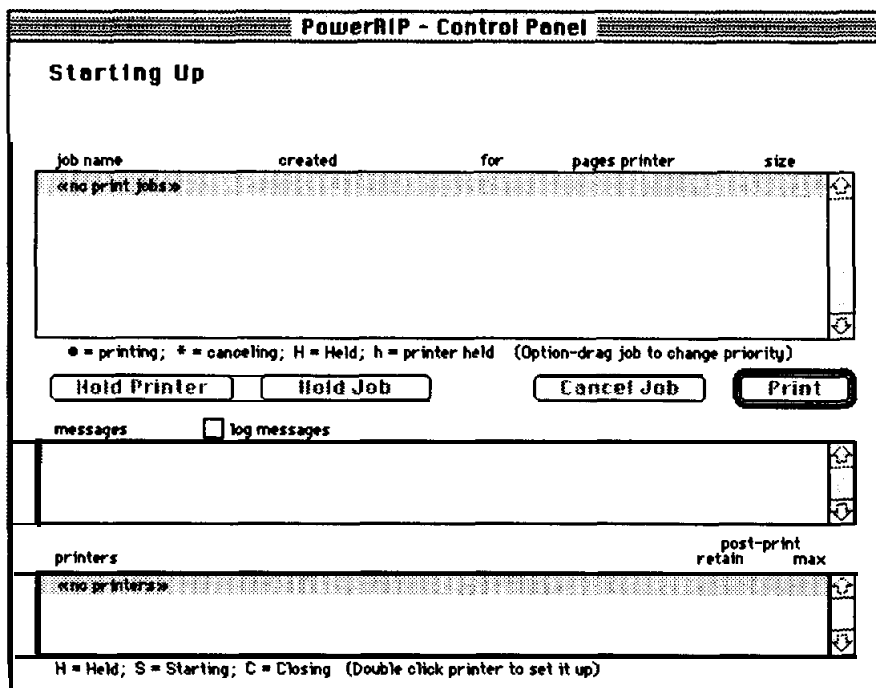 PowerRIP - Control Panel
Starting Up
job name created for pages printer size
«no print jobs»
● = printing; * = canceling; H = Held; h = printer held (Option-drag job to change priority)
Hold Printer Hold Job Cancel Job Print
messages log messages
post-print
printers retain max
«no printers»
H = Held; S = Starting; C = Closing (Double click printer to set it up)